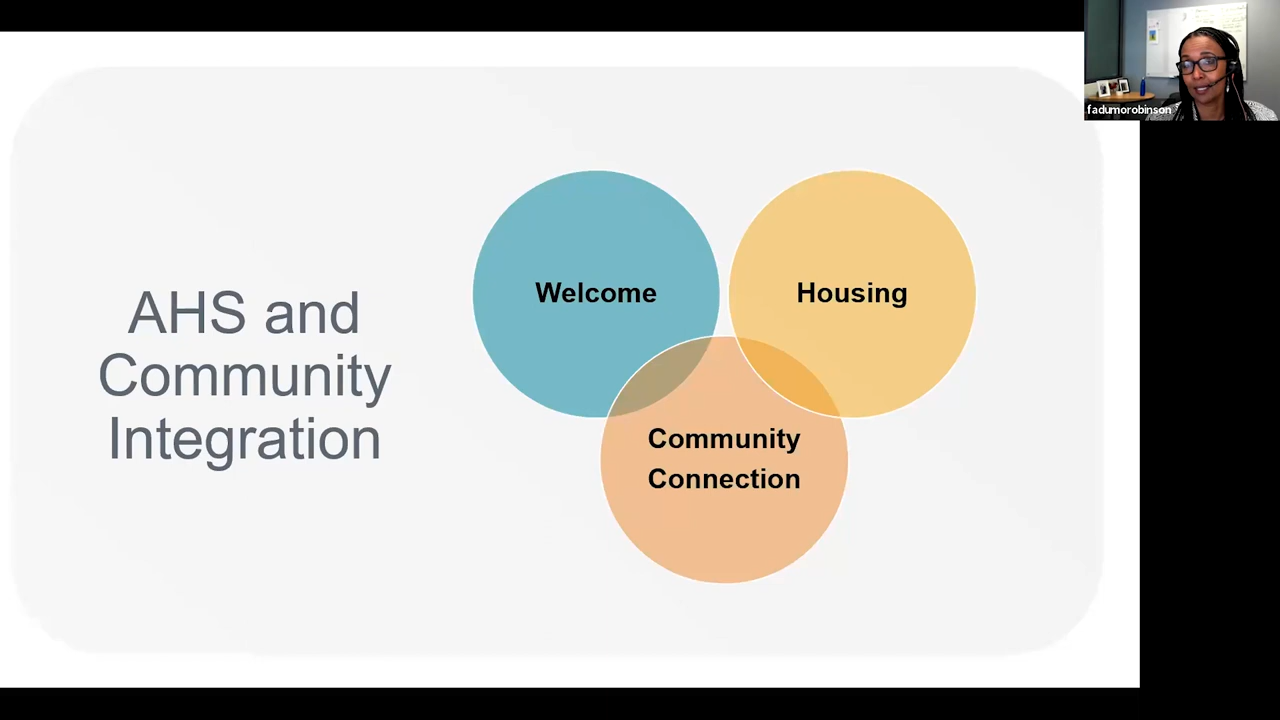 fadumorobinson
AHS and
Community
Integration
Welcome
Housing
Community
Connection